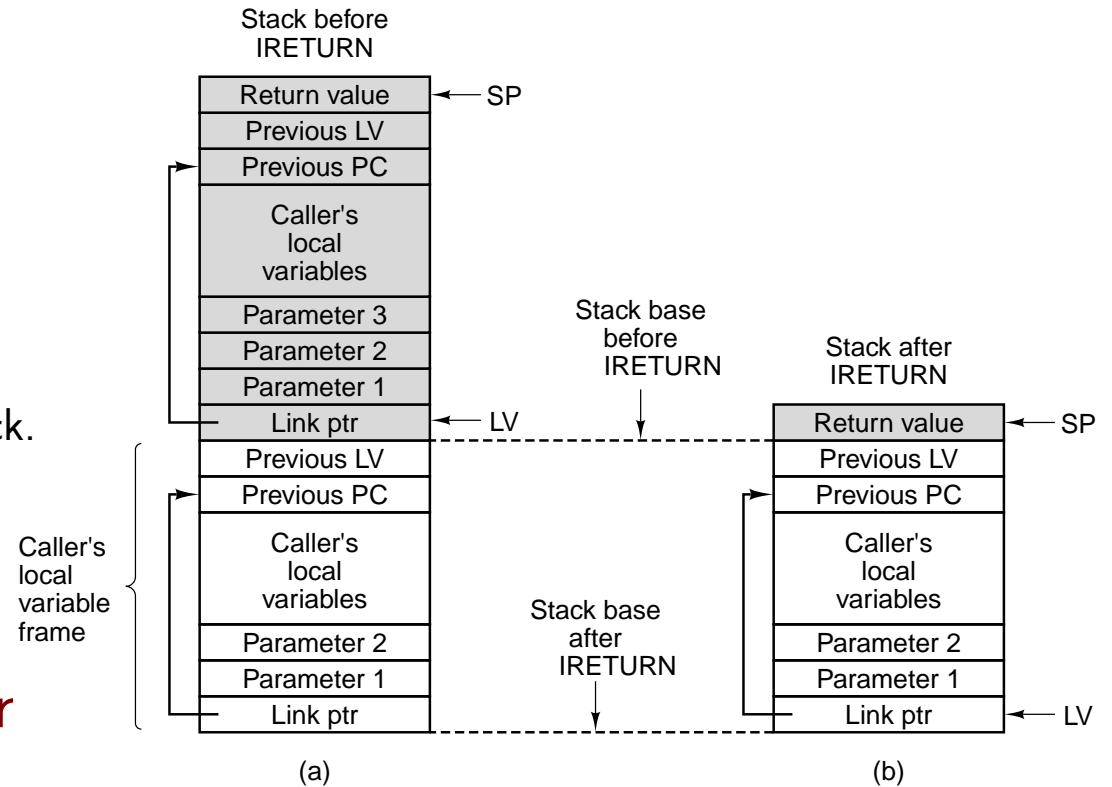 Stack before
IRETURN
Return value
SP
Previous LV
Previous PC
Caller's
local
variables
Parameter 3
Parameter 2
Parameter 1
Link ptr
LV
k.
Previous LV
Previous PC
Caller's
local
variables
Parameter 2
Parameter 1
Link ptr
Caller's
local
variable
frame
r
(a)
Stack base
before
IRETURN
Stack base
after
IRETURN
Stack after
IRETURN
Return value
SP
Previous LV
Previous PC
Caller's
local
variables
Parameter 2
Parameter 1
Link ptr
LV
(b)